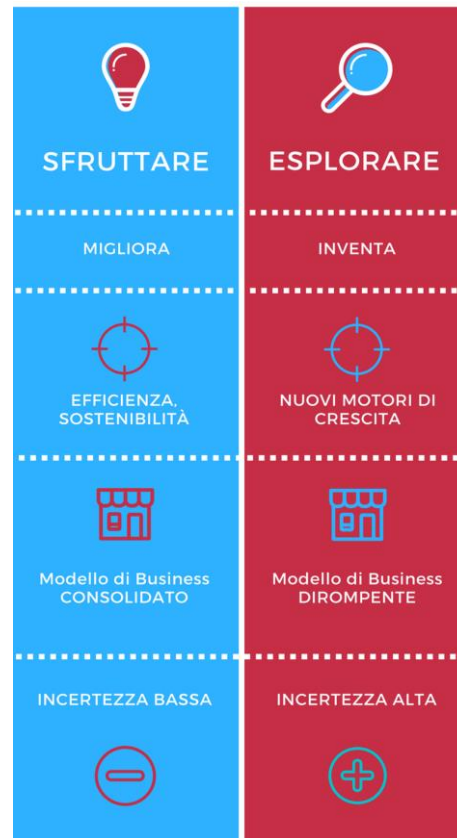 SFRUTTARE
MIGLIORA
EFFICIENZA,
SOSTENIBILITÀ
Modello di Business
CONSOLIDATO
INCERTEZZA BASSA
ESPLORARE
INVENTA
NUOVI MOTORI DI
CRESCITA
Modello di Business
DIROMPENTE
INCERTEZZA ALTA